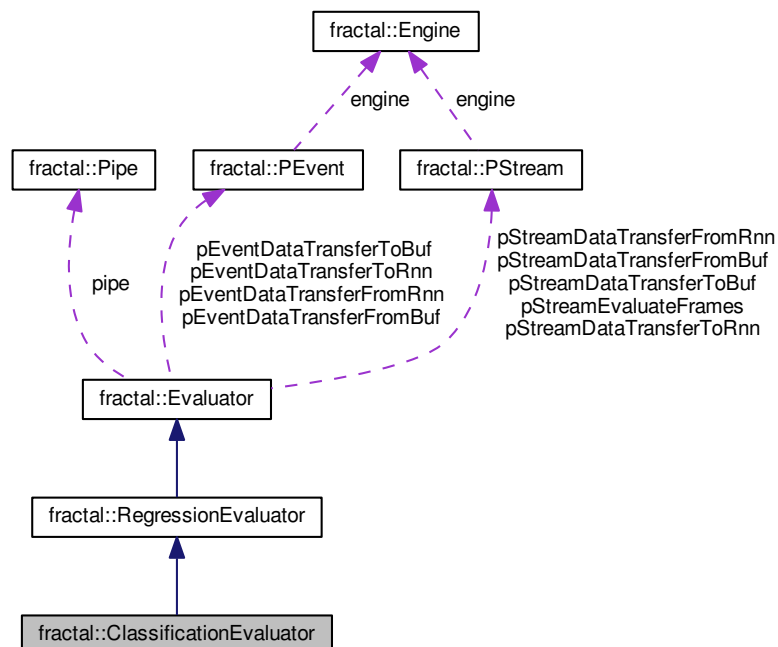 fractal::Engine
engine
engine
fractal::Pipe
fractal::PEvent
fractal::PStream
pipe
pEventDataTransferToBuf
pEventDataTransferToRnn
pEventDataTransferFromRnn
pEventDataTransferFromBuf
pStreamDataTransferFromRnn
pStreamDataTransferFromBuf
pStreamDataTransferToBuf
pStreamEvaluateFrames
pStreamDataTransferToRnn
fractal::Evaluator
fractal::RegressionEvaluator
fractal::ClassificationEvaluator